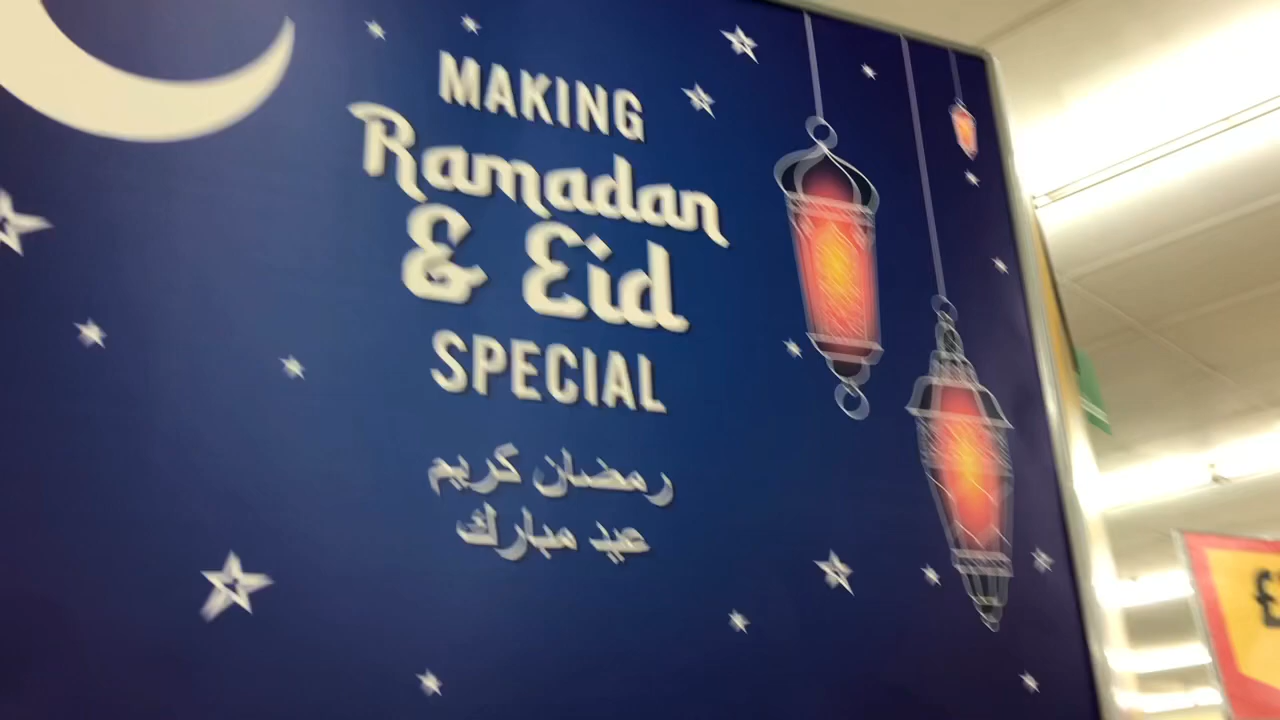 MAKING
Ramadan
& Eid
SPECIAL
رمضان كريم
عيد مبارك
£